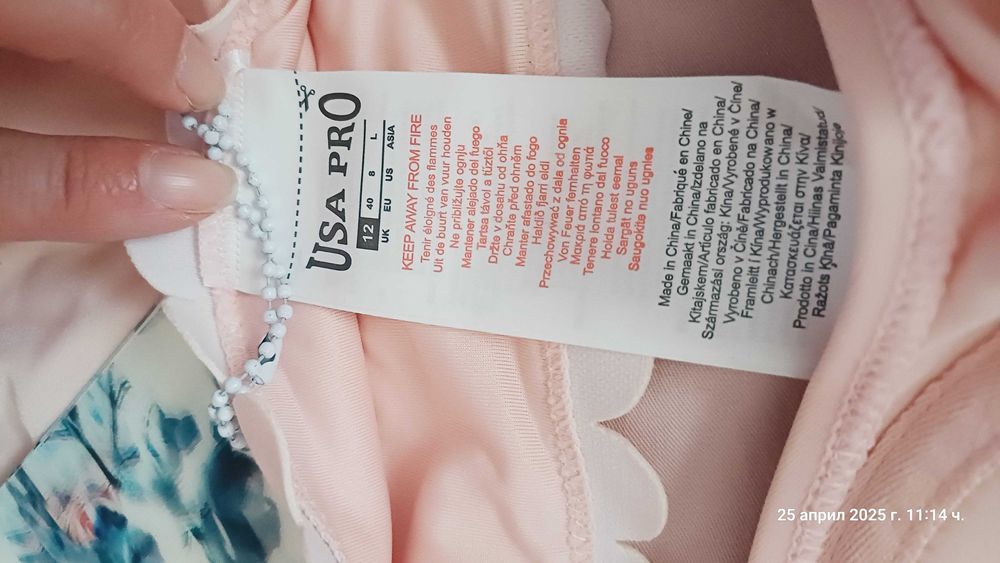 USA PRO
12 40 8 L
UK EU US ASIA
KEEP AWAY FROM FIRE
Tenir éloigné des flammes
Uit de buurt van vuur houden
Ne približujte ognju
Mantener alejado del fuego
Tartsa távol a tűztől
Držte v dosahu od ohňa
Chraňte před ohněm
Manter afastado do fogo
Haldið fjarri eldi
Przechowywać z dala od ognia
Von Feuer fernhalten
Μακριά από τη φωτιά
Tenere lontano dal fuoco
Hoida tulest eemal
Sargāt no uguns
Saugokite nuo ugnies
Made in China/Fabriqué en Chine/
Gemaakt in China/Izdelano na
Kitajskem/Artículo fabricado en China/
Származási ország: Kína/Vyrobené v Číne/
Vyrobeno v Číně/Fabricado na China/
Framleitt í Kína/Wyprodukowano w
Chinach/Hergestellt in China/
Κατασκευάζεται στην Κίνα/
Prodotto in Cina/Hiinas Valmistatud/
Ražots Ķīnā/Pagaminta Kinijoje
25 април 2025 г. 11:14 ч.